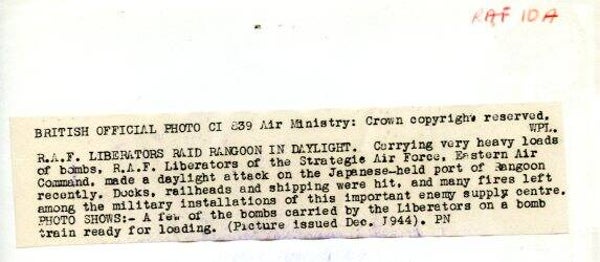 RAF 10A
BRITISH OFFICIAL PHOTO CI 839 Air Ministry: Crown copyright reserved.
WPL.
R.A.F. LIBERATORS RAID RANGOON IN DAYLIGHT. Carrying very heavy loads
of bombs, R.A.F. Liberators of the Strategic Air Force, Eastern Air
Command, made a daylight attack on the Japanese-held port of Rangoon
recently. Docks, railheads and shipping were hit, and many fires left
among the military installations of this important enemy supply centre.
PHOTO SHOWS:- A few of the bombs carried by the Liberators on a bomb
train ready for loading. (Picture issued Dec. 1944). PN